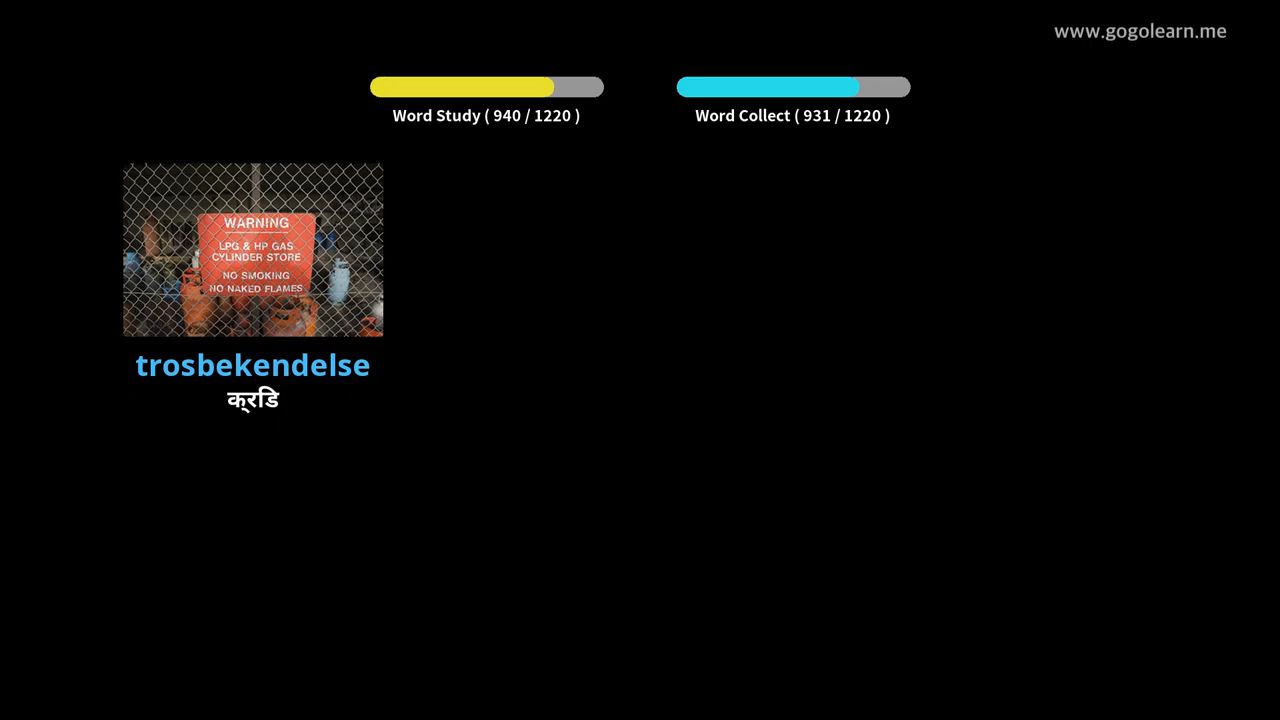 www.gogolearn.me
Word Study ( 940 / 1220 )
Word Collect ( 931 / 1220 )
WARNING
LPG & HP GAS
CYLINDER STORE
NO SMOKING
NO NAKED FLAMES
trosbekendelse
क्रडि